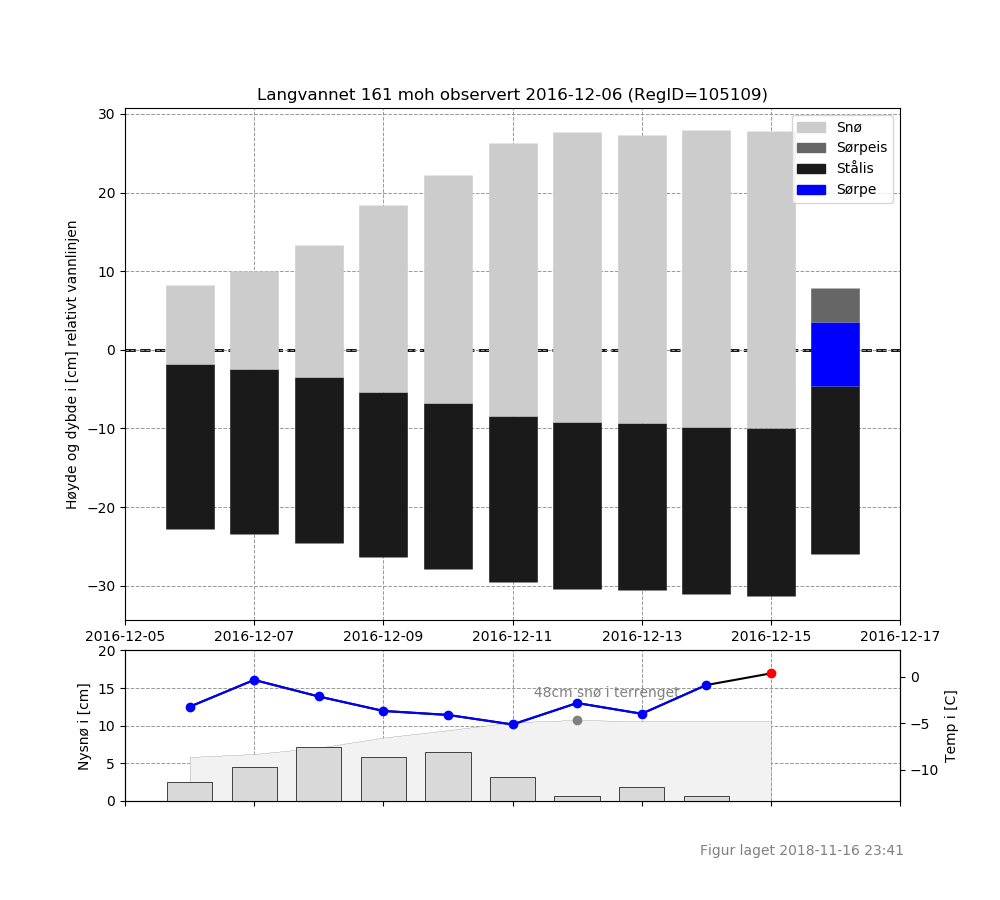 Langvannet 161 moh observert 2016-12-06 (RegID=105109)
Høyde og dybde i [cm] relativt vannlinjen
30
20
10
0
−10
−20
−30
Snø
Sørpeis
Stålis
Sørpe
2016-12-05 2016-12-07 2016-12-09 2016-12-11 2016-12-13 2016-12-15 2016-12-17
Nysnø i [cm]
20
15
10
5
0
48cm snø i terrenget
0
−5
−10
Temp i [C]
Figur laget 2018-11-16 23:41